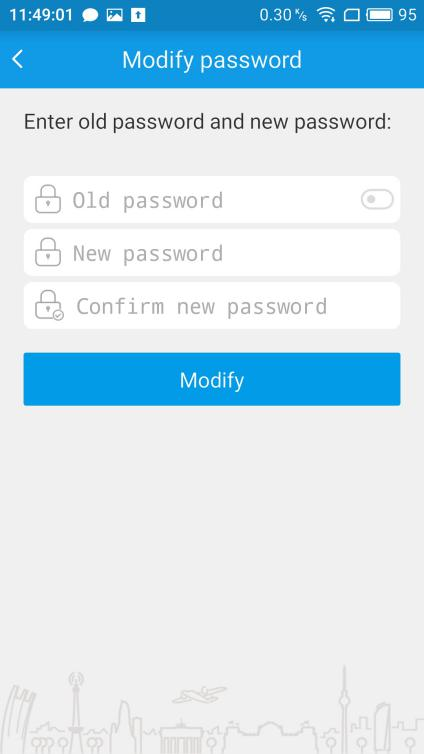 11:49:01 0.30 K/s 95
Modify password
Enter old password and new password:
Old password
New password
Confirm new password
Modify